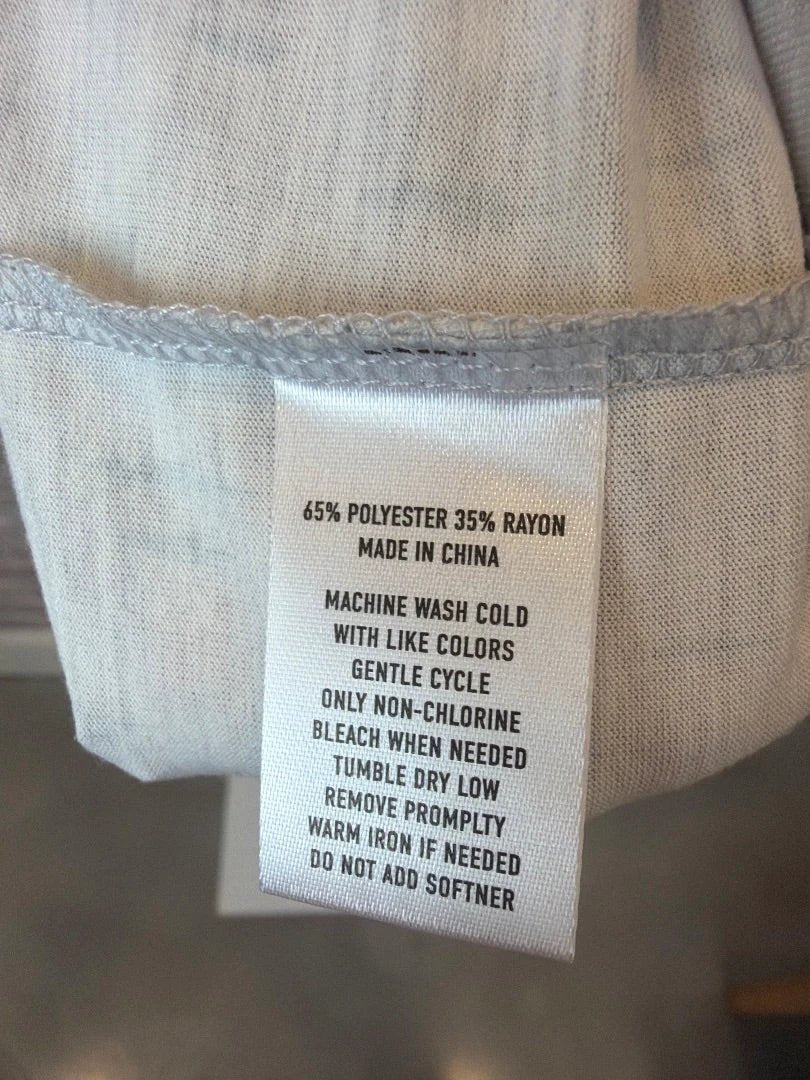 65% POLYESTER 35% RAYON
MADE IN CHINA
MACHINE WASH COLD
WITH LIKE COLORS
GENTLE CYCLE
ONLY NON-CHLORINE
BLEACH WHEN NEEDED
TUMBLE DRY LOW
REMOVE PROMPLTY
WARM IRON IF NEEDED
DO NOT ADD SOFTNER